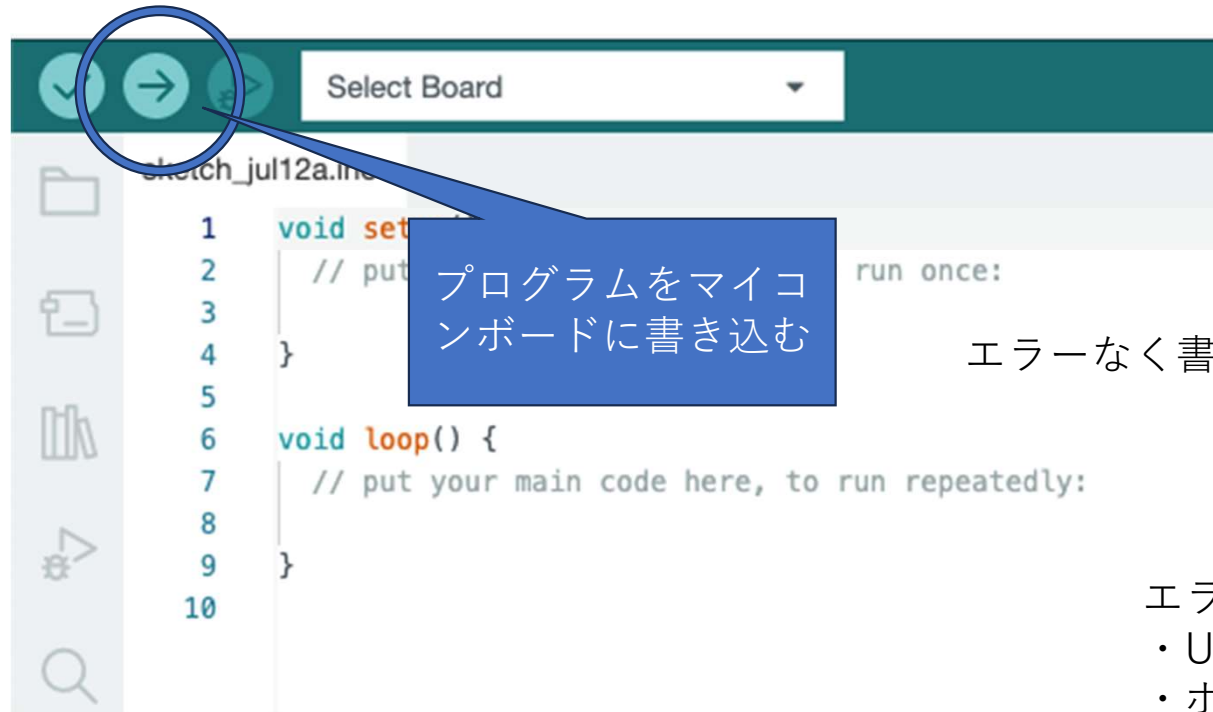 Select Board
sketch_jul12a.ino
1 void set
2 // put run once:
3
4 }
5
6 void loop() {
7 // put your main code here, to run repeatedly:
8
9 }
10
プログラムをマイコ
ンボードに書き込む
エラーなく書
エラ
・U
・ホ